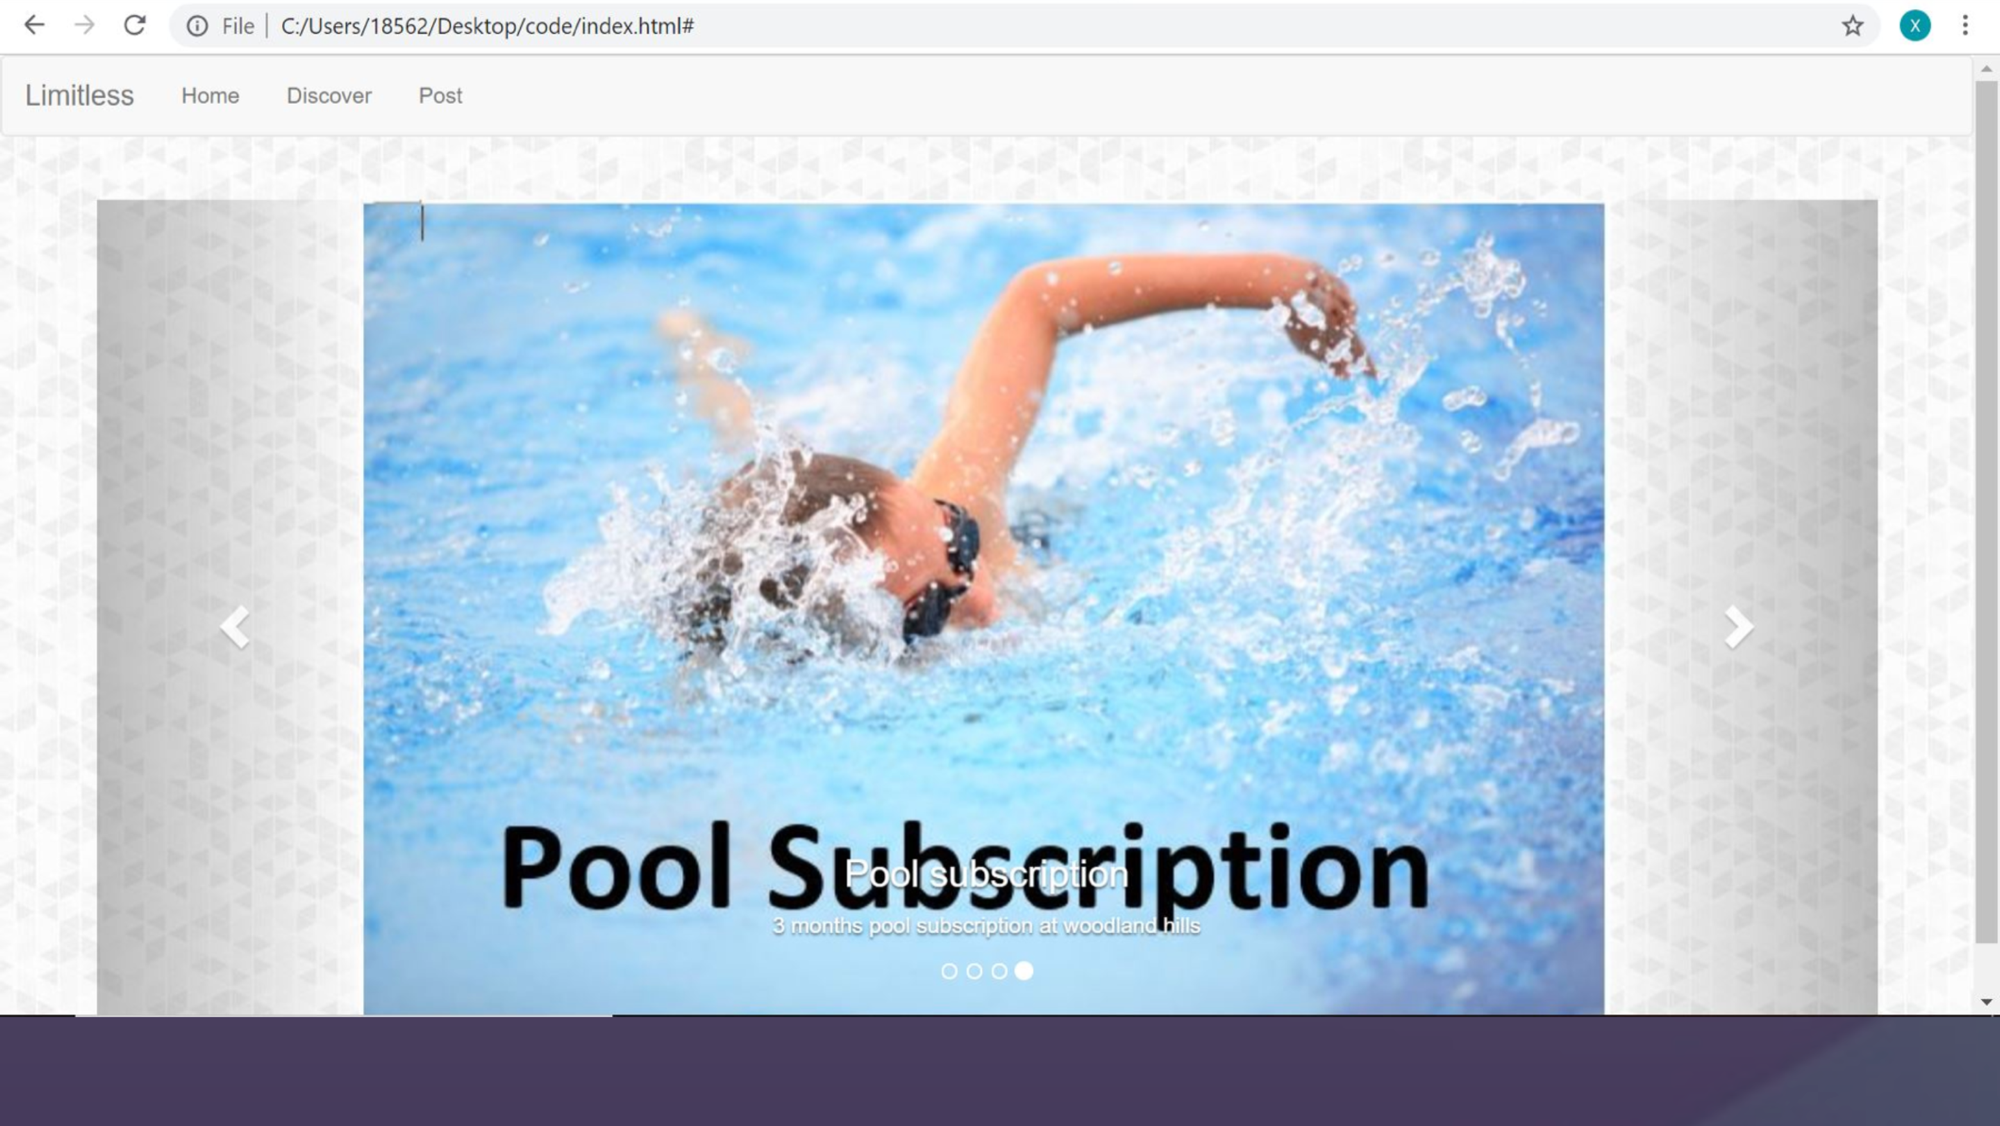 File | C:/Users/18562/Desktop/code/index.html#
X
Limitless Home Discover Post
Pool Subscription
Pool subscription
3 months pool subscription at woodland hills